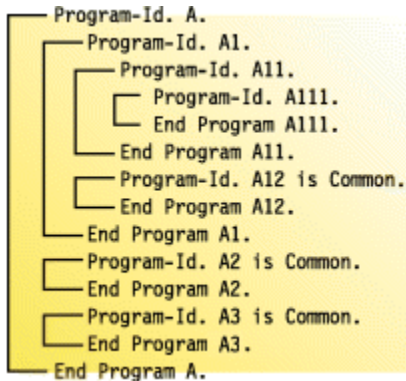 Program-Id. A.
Program-Id. A1.
Program-Id. A11.
Program-Id. A111.
End Program A111.
End Program A11.
Program-Id. A12 is Common.
End Program A12.
End Program A1.
Program-Id. A2 is Common.
End Program A2.
Program-Id. A3 is Common.
End Program A3.
End Program A.